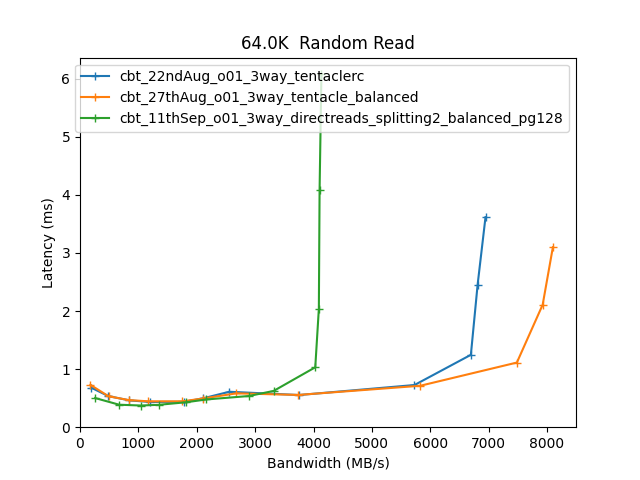 64.0K  Random Read
cbt_22ndAug_o01_3way_tentaclerc
cbt_27thAug_o01_3way_tentacle_balanced
cbt_11thSep_o01_3way_directreads_splitting2_balanced_pg128
Latency (ms)
6
5
4
3
2
1
0
0 1000 2000 3000 4000 5000 6000 7000 8000
Bandwidth (MB/s)